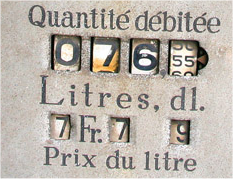 Quantité débitée
076 55
Litres, dl.
7 Fr. 7 9
Prix du litre